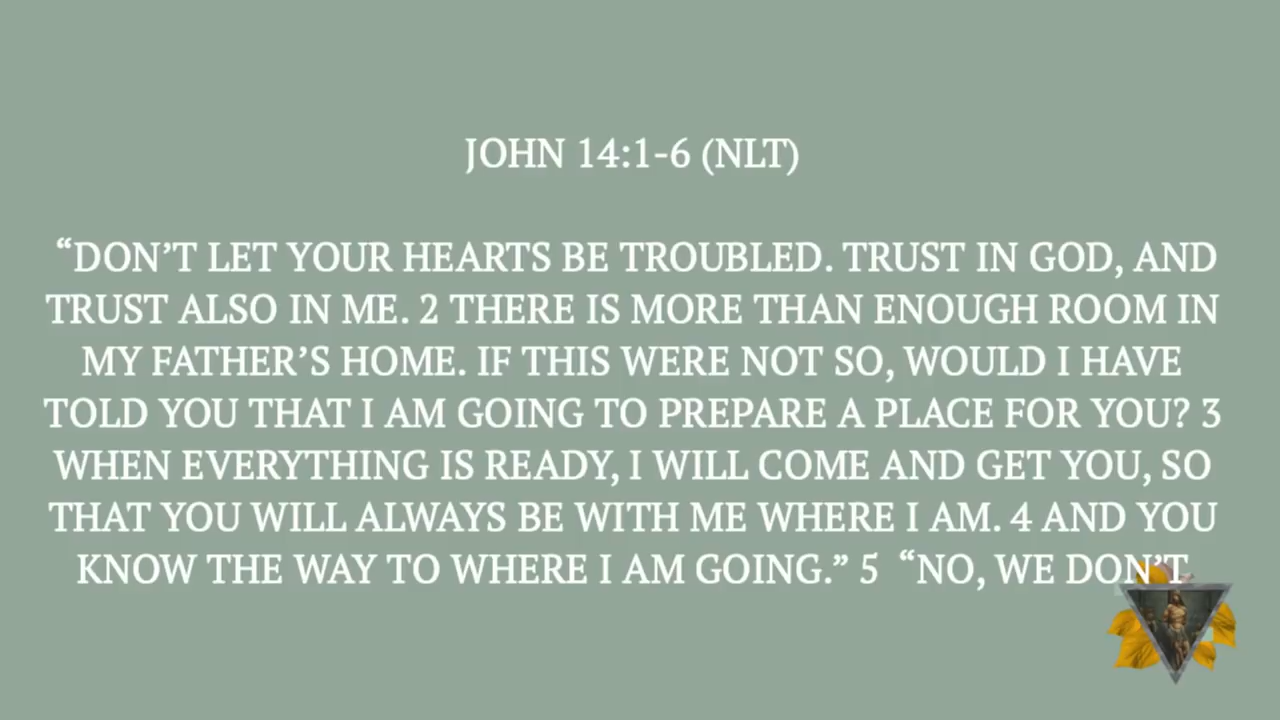 JOHN 14:1-6 (NLT)
“DON’T LET YOUR HEARTS BE TROUBLED. TRUST IN GOD, AND
TRUST ALSO IN ME. 2 THERE IS MORE THAN ENOUGH ROOM IN
MY FATHER’S HOME. IF THIS WERE NOT SO, WOULD I HAVE
TOLD YOU THAT I AM GOING TO PREPARE A PLACE FOR YOU? 3
WHEN EVERYTHING IS READY, I WILL COME AND GET YOU, SO
THAT YOU WILL ALWAYS BE WITH ME WHERE I AM. 4 AND YOU
KNOW THE WAY TO WHERE I AM GOING.” 5 “NO, WE DON’T